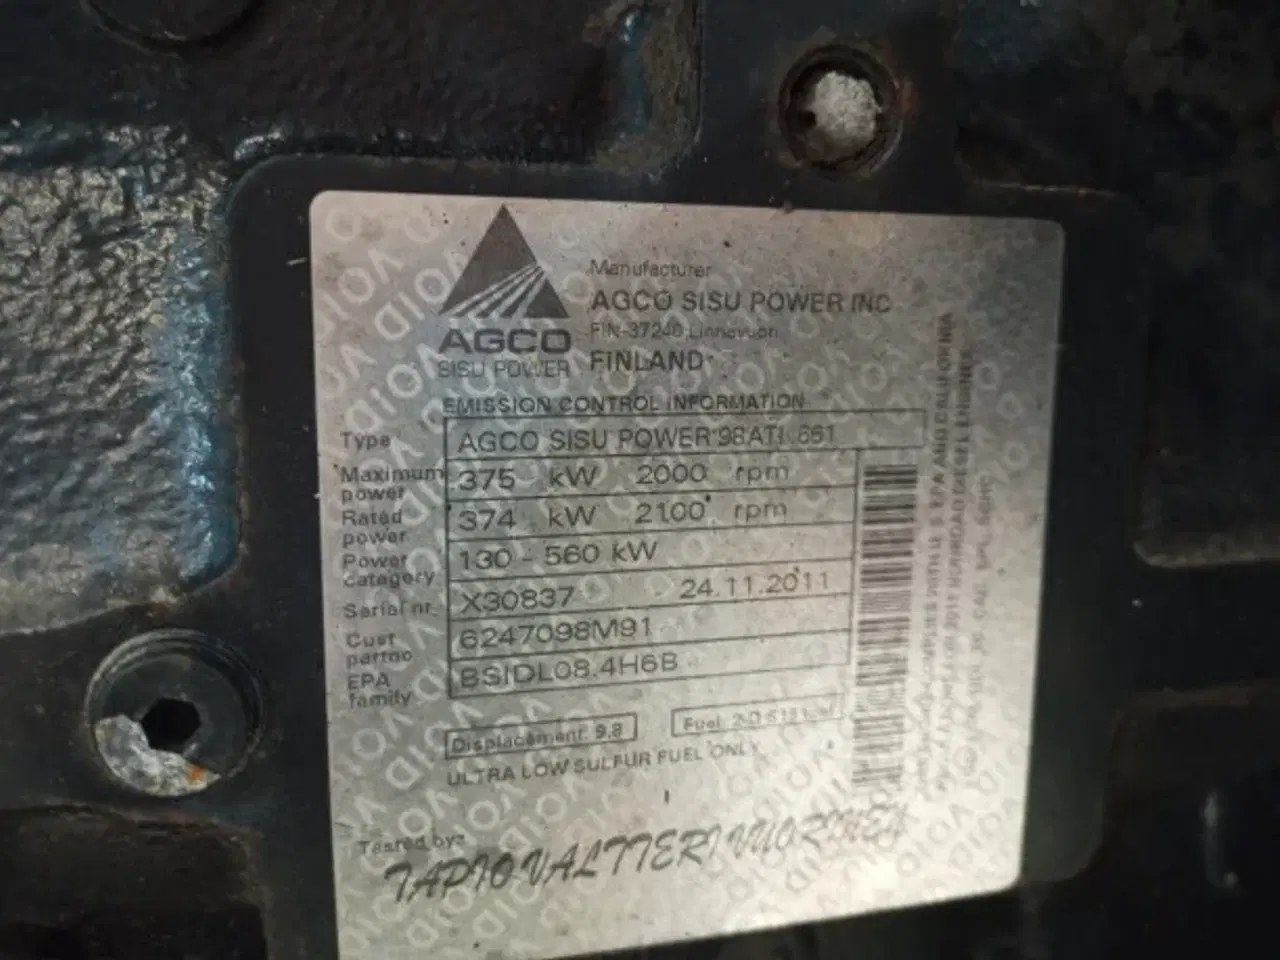 Manufacturer
AGCO SISU POWER INC
FIN-37240 Linnavuori
FINLAND
AGCO
SISU POWER
EMISSION CONTROL INFORMATION
Type AGCO SISU POWER 98ATI
Maximum power 375 kW 2000 rpm
Rated power 374 kW 2100 rpm
Power category 130 - 560 kW
Serial nr. X30837 24.11.2011
Cust partno 6247098M91
EPA family BSIDL08.4H6B
Displacement: Fuel:
ULTRA LOW SULFUR FUEL ONLY
Tested by:
TAPIO VALTTERI VUORINEN
VOID